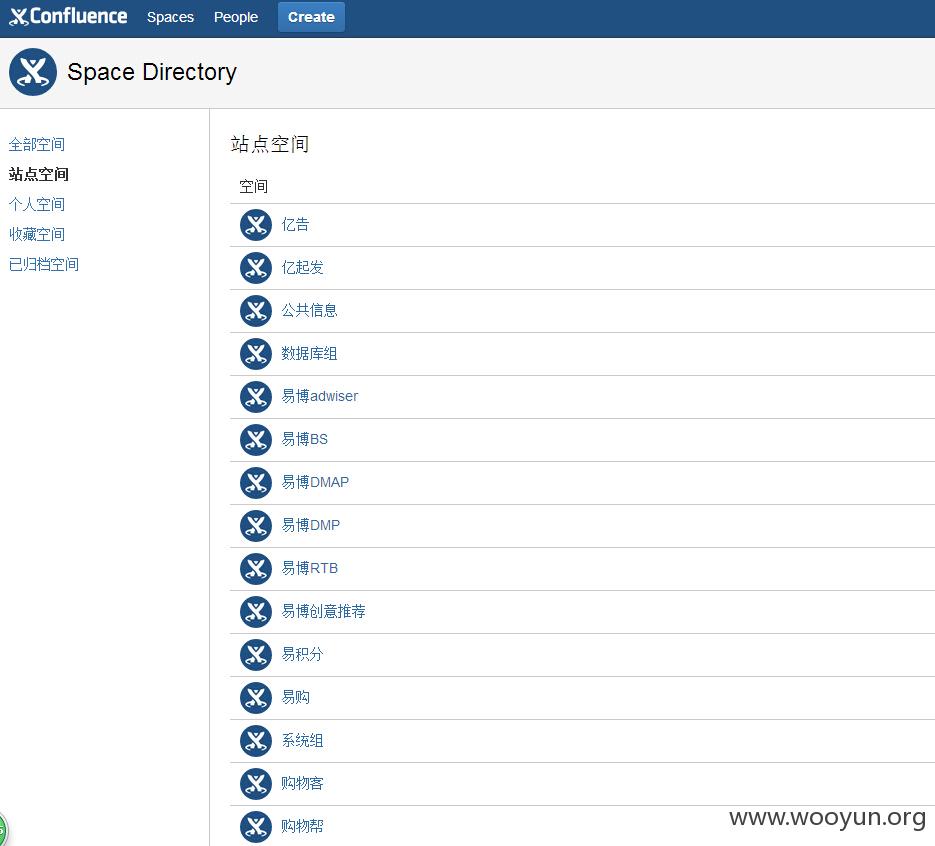 Confluence Spaces People Create
Space Directory
全部空间
站点空间
个人空间
收藏空间
已归档空间
站点空间
空间
亿告
亿起发
公共信息
数据库组
易博adwiser
易博BS
易博DMAP
易博DMP
易博RTB
易博创意推荐
易积分
易购
系统组
购物客
购物帮
www.wooyun.org